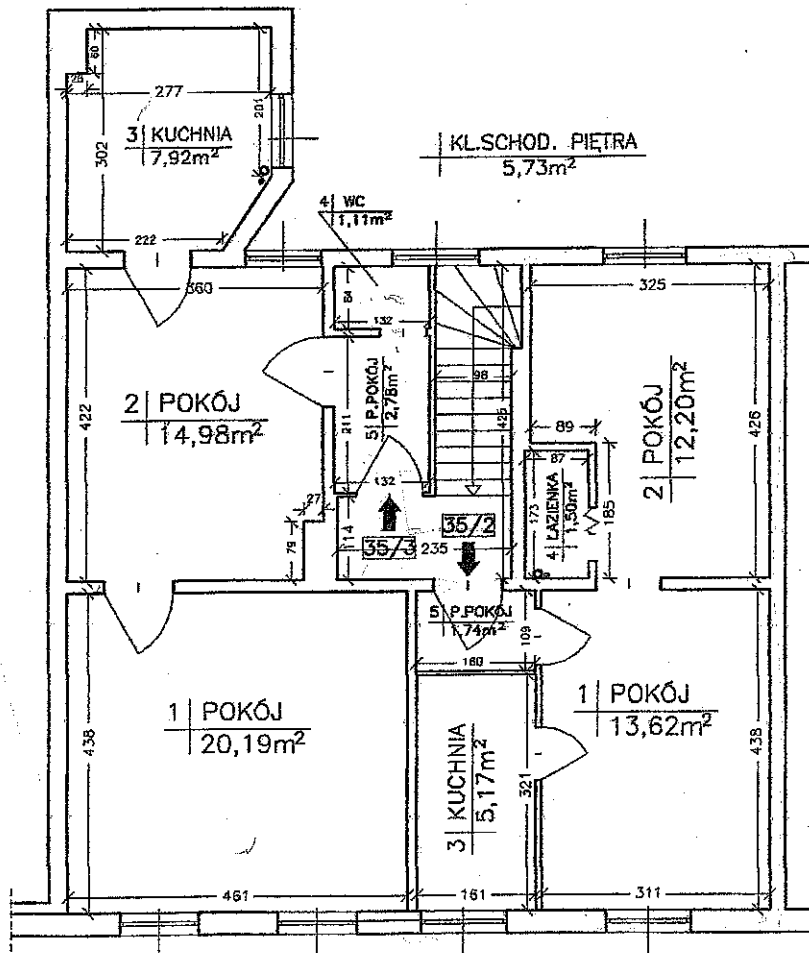 60
26
277
201
302
3 KUCHNIA
7,92m²
222
KL.SCHOD. PIĘTRA
5,73m²
4 WC
1,11m²
360
84
132
325
98
425
422
2 POKÓJ
14,98m²
211
5 P.POKÓJ
2,78m²
132
27
79
114
35/3
35/2
235
89
87
173
4 ŁAZIENKA
1,50m²
185
2 POKÓJ
12,20m²
426
5 P.POKÓJ
1,74m²
109
160
1 POKÓJ
20,19m²
438
461
3 KUCHNIA
5,17m²
321
161
1 POKÓJ
13,62m²
438
311